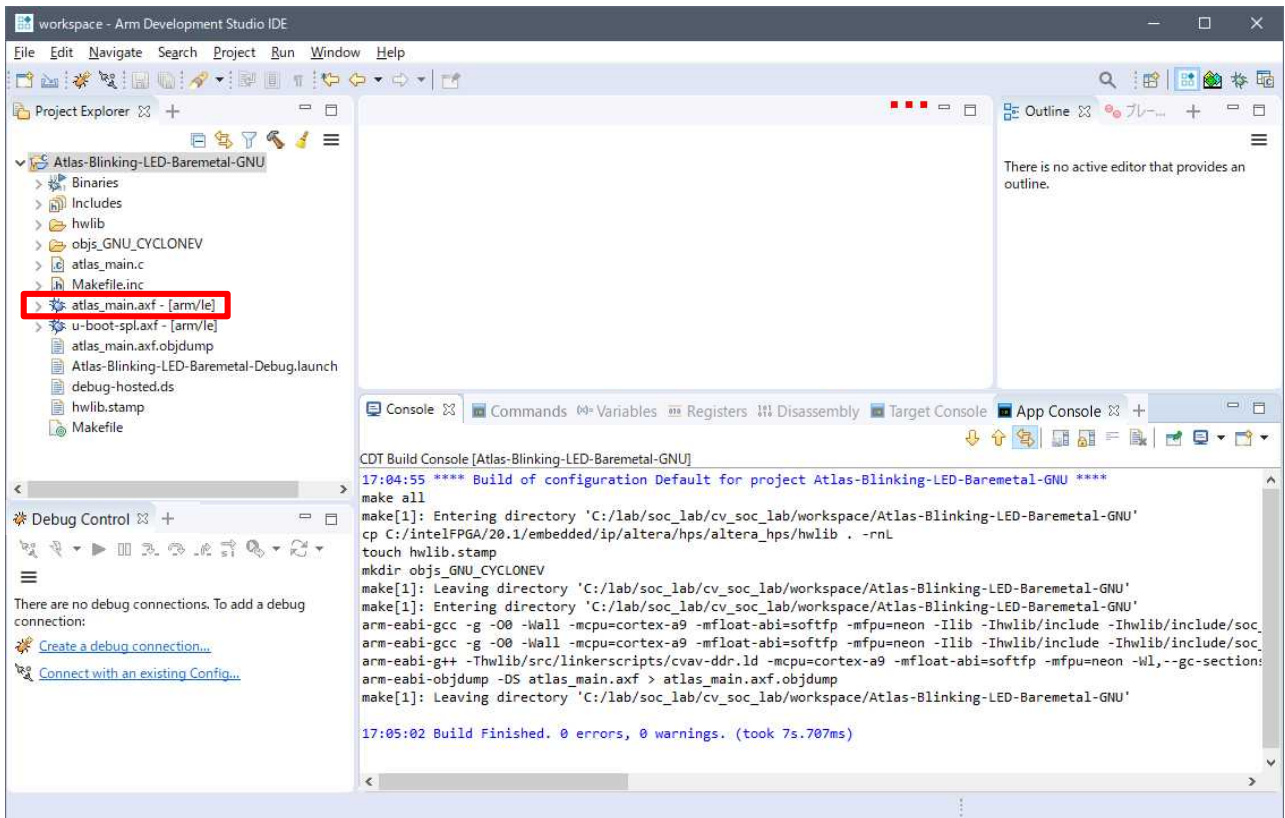 workspace - Arm Development Studio IDE
File Edit Navigate Search Project Run Window Help
Project Explorer
Atlas-Blinking-LED-Baremetal-GNU
Binaries
Includes
hwlib
objs_GNU_CYCLONEV
atlas_main.c
Makefile.inc
atlas_main.axf - [arm/le]
u-boot-spl.axf - [arm/le]
atlas_main.axf.objdump
Atlas-Blinking-LED-Baremetal-Debug.launch
debug-hosted.ds
hwlib.stamp
Makefile
Outline ブレー...
There is no active editor that provides an
outline.
Debug Control
There are no debug connections. To add a debug
connection:
Create a debug connection...
Connect with an existing Config...
Console Commands Variables Registers Disassembly Target Console App Console
CDT Build Console [Atlas-Blinking-LED-Baremetal-GNU]
17:04:55 **** Build of configuration Default for project Atlas-Blinking-LED-Baremetal-GNU ****
make all
make[1]: Entering directory 'C:/lab/soc_lab/cv_soc_lab/workspace/Atlas-Blinking-LED-Baremetal-GNU'
cp C:/intelFPGA/20.1/embedded/ip/altera/hps/altera_hps/hwlib . -rnL
touch hwlib.stamp
mkdir objs_GNU_CYCLONEV
make[1]: Leaving directory 'C:/lab/soc_lab/cv_soc_lab/workspace/Atlas-Blinking-LED-Baremetal-GNU'
make[1]: Entering directory 'C:/lab/soc_lab/cv_soc_lab/workspace/Atlas-Blinking-LED-Baremetal-GNU'
arm-eabi-gcc -g -O0 -Wall -mcpu=cortex-a9 -mfloat-abi=softfp -mfpu=neon -Ilib -Ihwlib/include -Ihwlib/include/soc_
arm-eabi-gcc -g -O0 -Wall -mcpu=cortex-a9 -mfloat-abi=softfp -mfpu=neon -Ilib -Ihwlib/include -Ihwlib/include/soc_
arm-eabi-g++ -Thwlib/src/linkerscripts/cvav-ddr.ld -mcpu=cortex-a9 -mfloat-abi=softfp -mfpu=neon -Wl,--gc-sections
arm-eabi-objdump -DS atlas_main.axf > atlas_main.axf.objdump
make[1]: Leaving directory 'C:/lab/soc_lab/cv_soc_lab/workspace/Atlas-Blinking-LED-Baremetal-GNU'
17:05:02 Build Finished. 0 errors, 0 warnings. (took 7s.707ms)